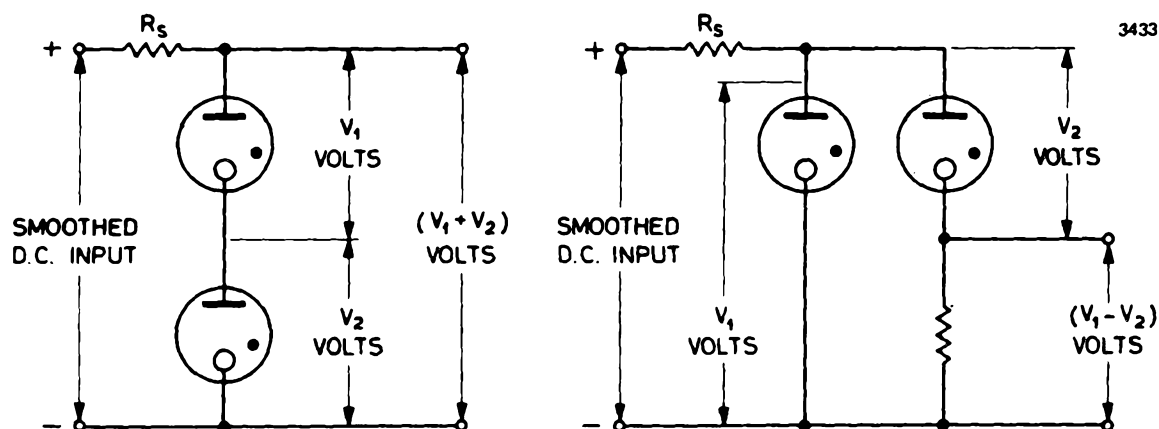 Rs
+
V1
VOLTS
SMOOTHED
D.C. INPUT
(V1 + V2)
VOLTS
V2
VOLTS
−
3433
Rs
+
V2
VOLTS
SMOOTHED
D.C. INPUT
V1
VOLTS
(V1 − V2)
VOLTS
−